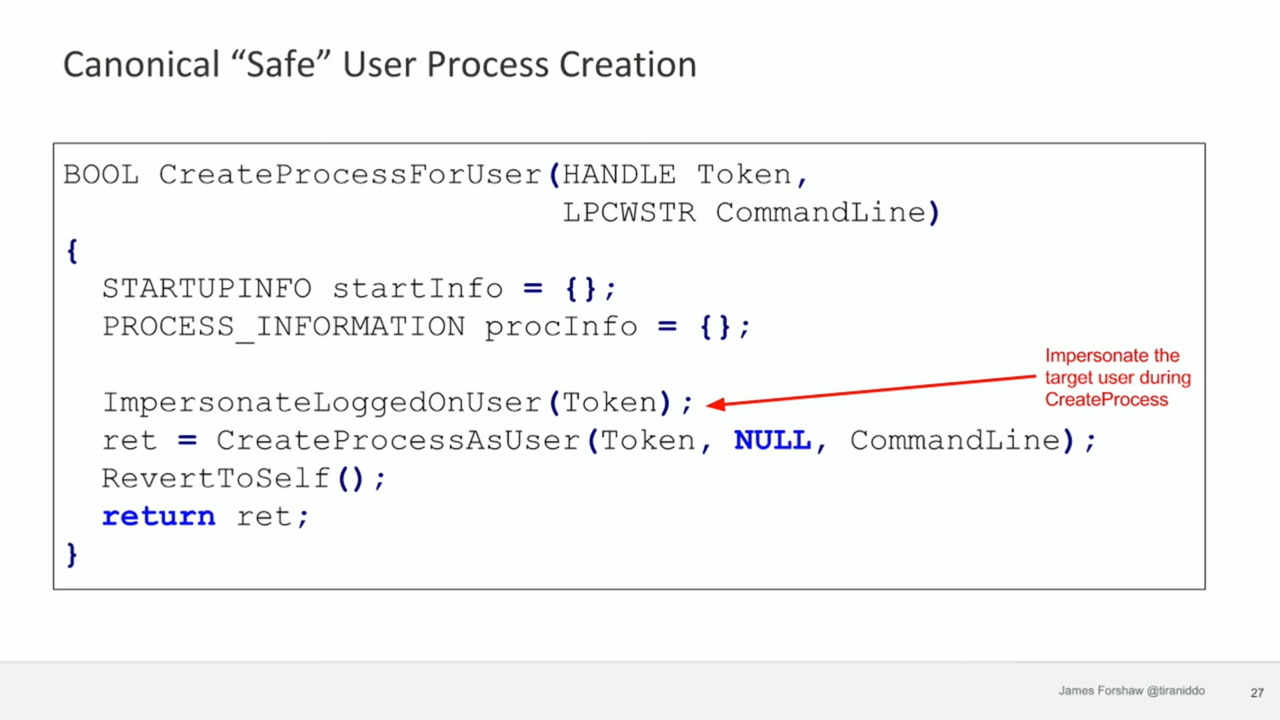 Canonical “Safe” User Process Creation
BOOL CreateProcessForUser(HANDLE Token,
LPCWSTR CommandLine)
{
STARTUPINFO startInfo = {};
PROCESS_INFORMATION procInfo = {};
Impersonate the
target user during
CreateProcess
ImpersonateLoggedOnUser(Token);
ret = CreateProcessAsUser(Token, NULL, CommandLine);
RevertToSelf();
return ret;
}
James Forshaw @tiraniddo
27